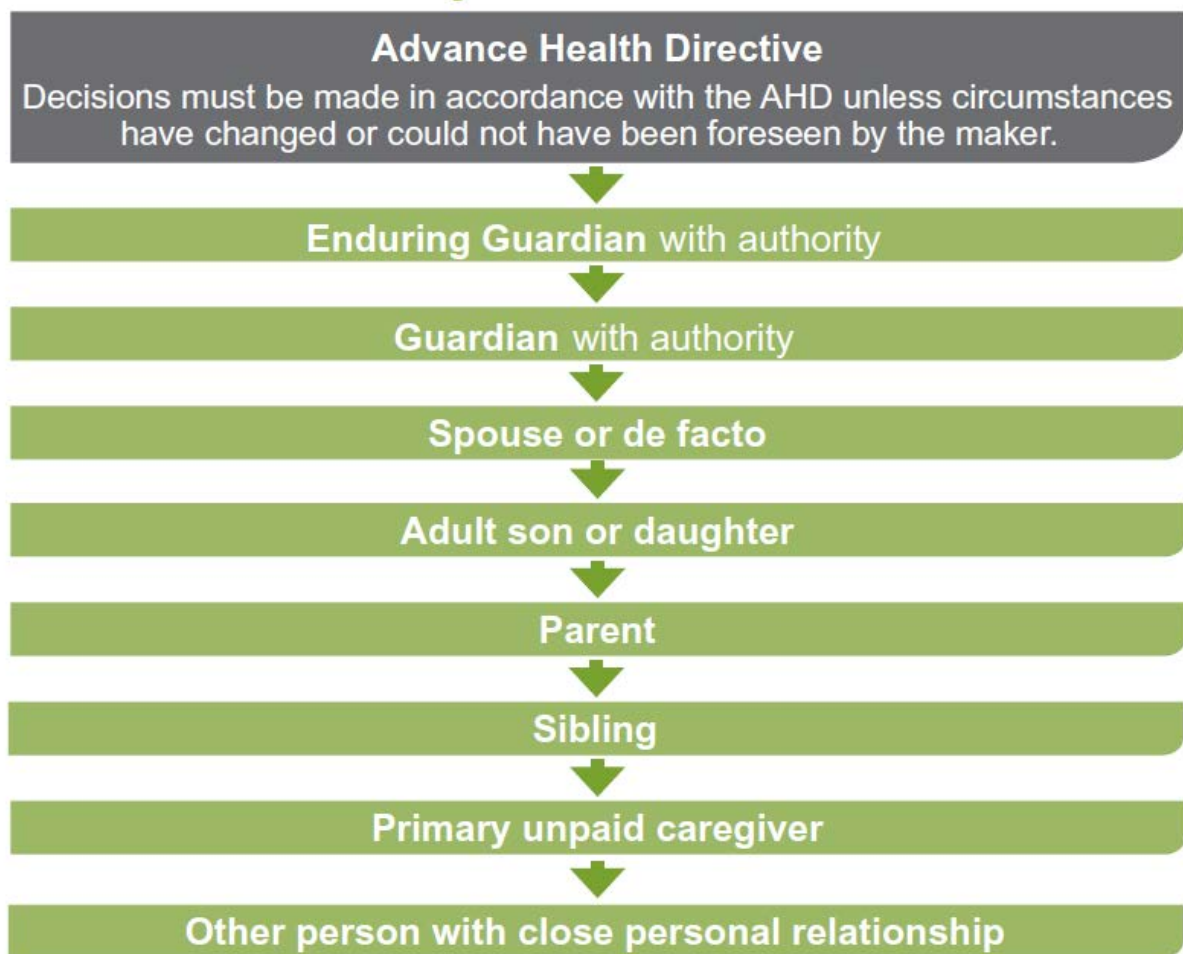 Advance Health Directive
Decisions must be made in accordance with the AHD unless circumstances
have changed or could not have been foreseen by the maker.
Enduring Guardian with authority
Guardian with authority
Spouse or de facto
Adult son or daughter
Parent
Sibling
Primary unpaid caregiver
Other person with close personal relationship